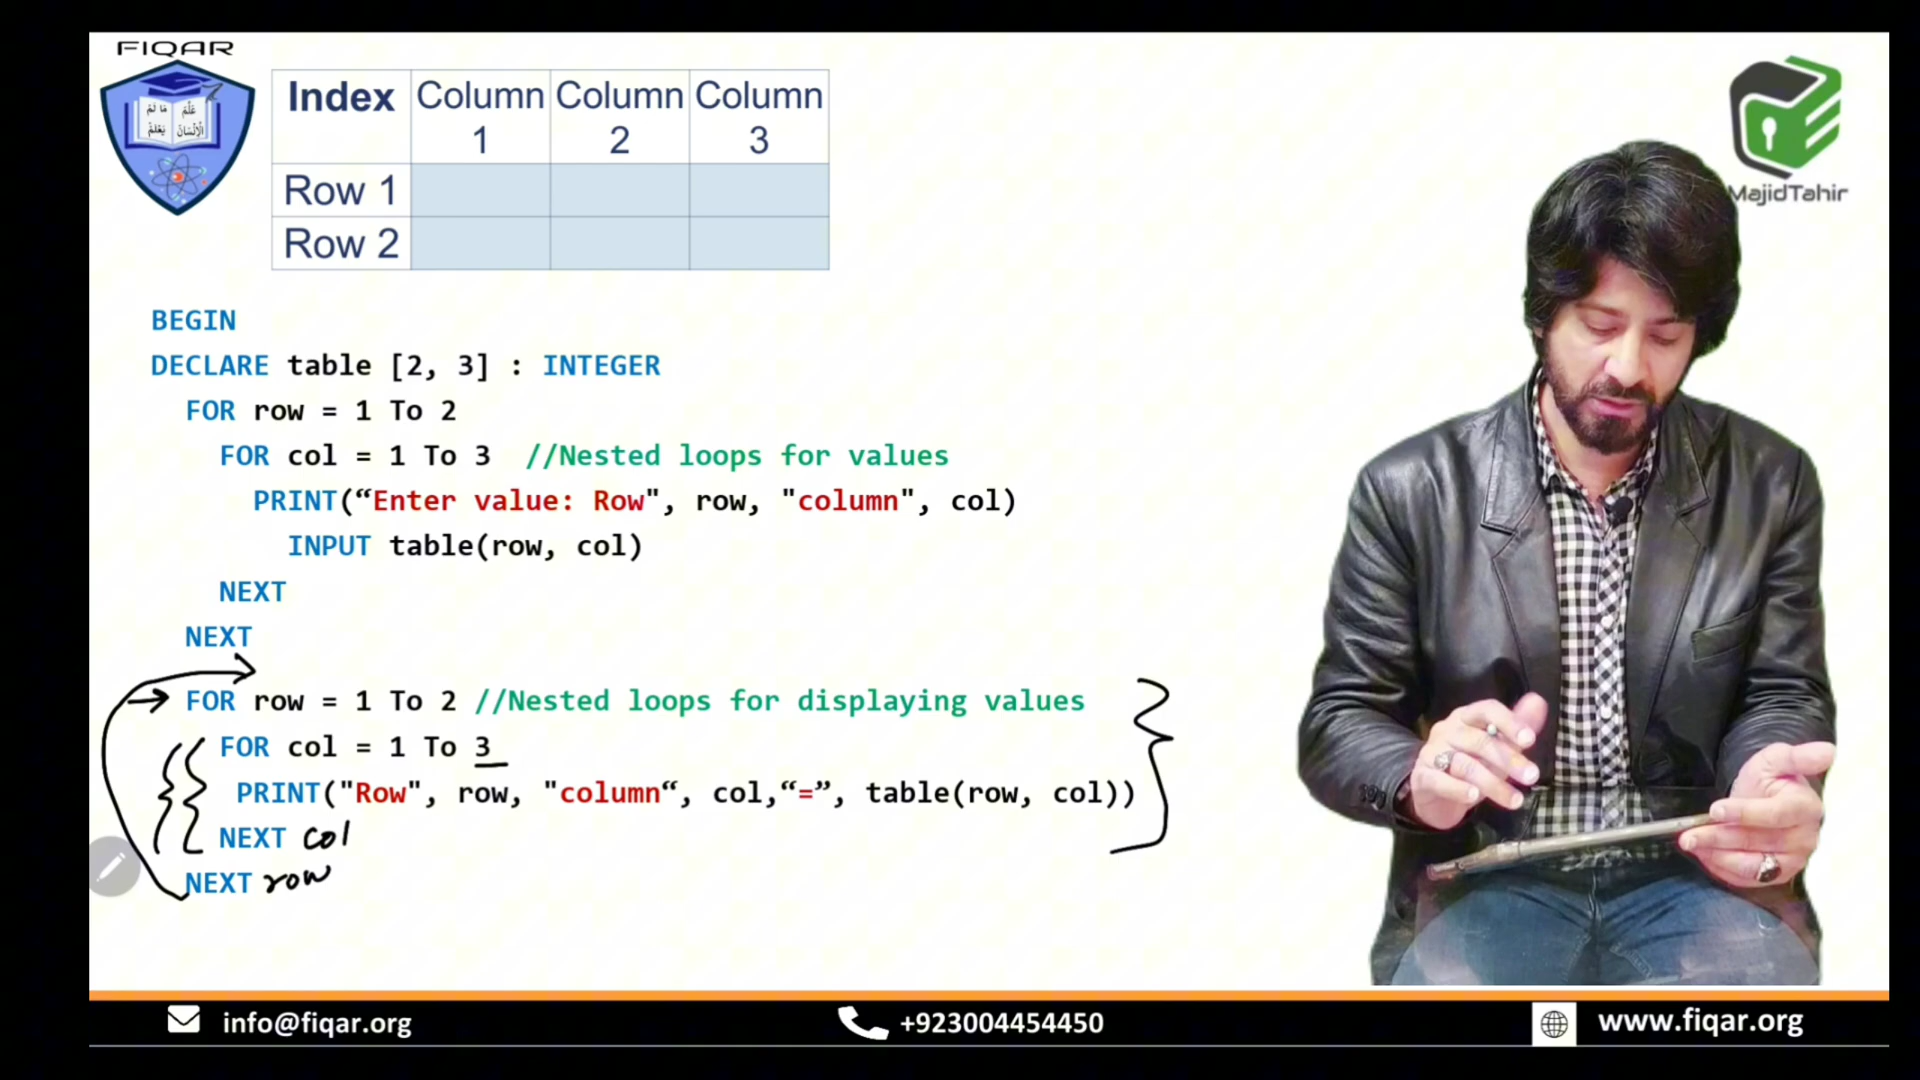 FIQAR
عَلَّمَ
الْإِنْسَانَ
مَا لَمْ
يَعْلَمْ
MajidTahir
Index Column 1 Column 2 Column 3
Row 1
Row 2
BEGIN
DECLARE table [2, 3] : INTEGER
FOR row = 1 To 2
FOR col = 1 To 3 //Nested loops for values
PRINT(“Enter value: Row", row, "column", col)
INPUT table(row, col)
NEXT
NEXT
FOR row = 1 To 2 //Nested loops for displaying values
FOR col = 1 To 3
PRINT("Row", row, "column“, col,“=”, table(row, col))
NEXT col
NEXT row
info@fiqar.org
+923004454450
www.fiqar.org